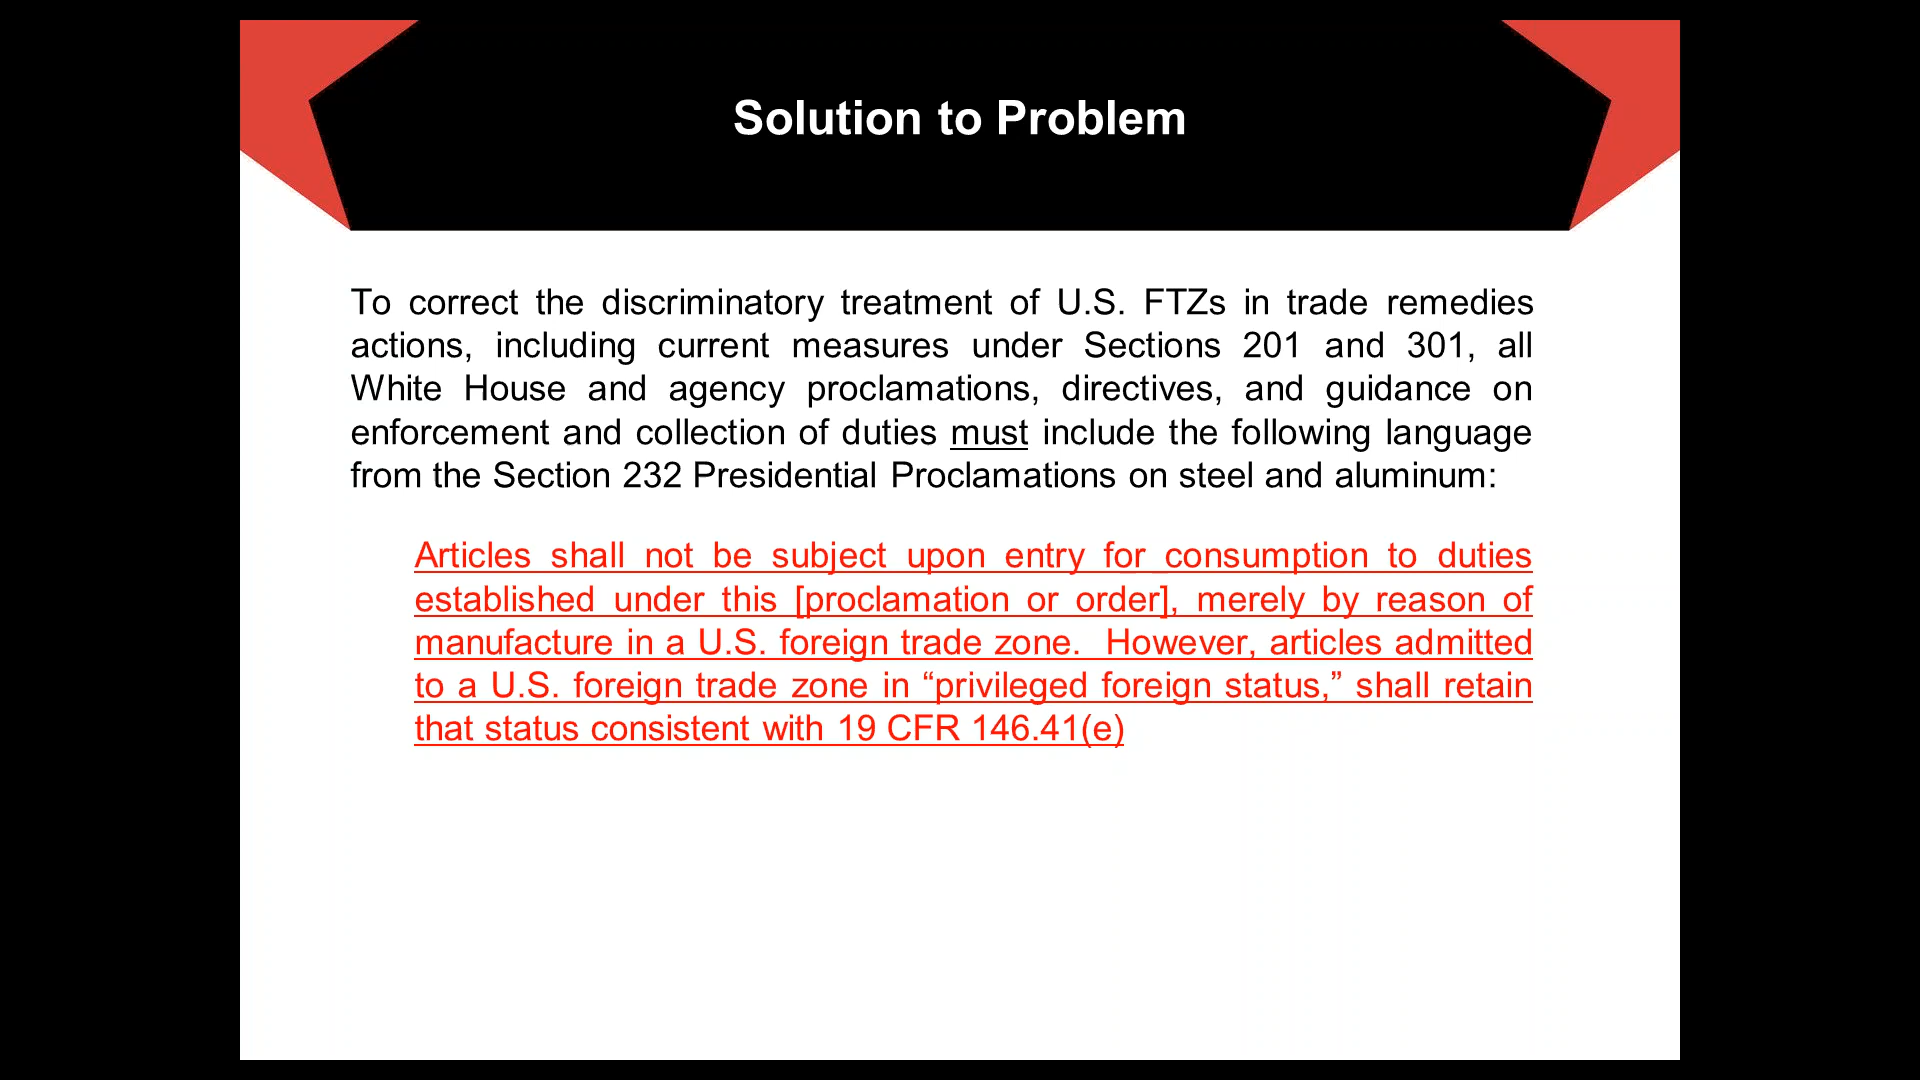 Solution to Problem
To correct the discriminatory treatment of U.S. FTZs in trade remedies
actions, including current measures under Sections 201 and 301, all
White House and agency proclamations, directives, and guidance on
enforcement and collection of duties must include the following language
from the Section 232 Presidential Proclamations on steel and aluminum:
Articles shall not be subject upon entry for consumption to duties
established under this [proclamation or order], merely by reason of
manufacture in a U.S. foreign trade zone.  However, articles admitted
to a U.S. foreign trade zone in “privileged foreign status,” shall retain
that status consistent with 19 CFR 146.41(e)